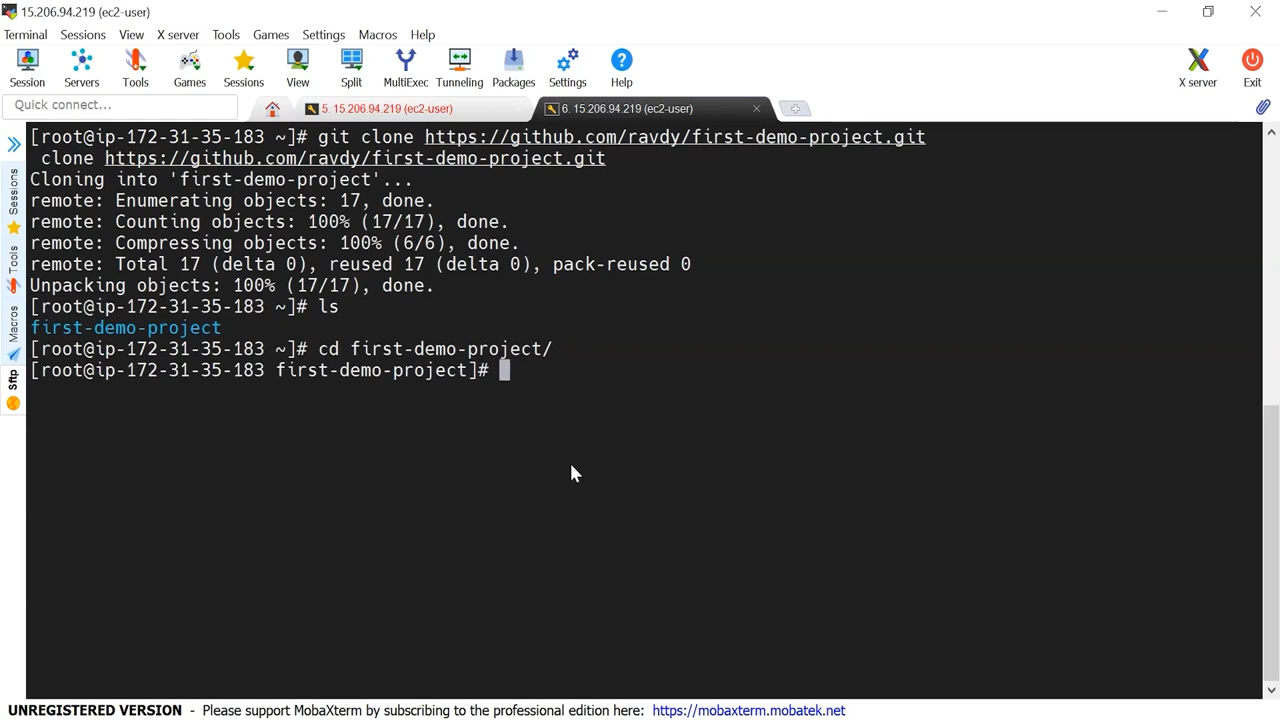 15.206.94.219 (ec2-user)
Terminal Sessions View X server Tools Games Settings Macros Help
Session Servers Tools Games Sessions View Split MultiExec Tunneling Packages Settings Help X server Exit
Quick connect... 5. 15.206.94.219 (ec2-user) 6. 15.206.94.219 (ec2-user)
Sessions
Tools
Macros
Sftp
[root@ip-172-31-35-183 ~]# git clone https://github.com/ravdy/first-demo-project.git
clone https://github.com/ravdy/first-demo-project.git
Cloning into 'first-demo-project'...
remote: Enumerating objects: 17, done.
remote: Counting objects: 100% (17/17), done.
remote: Compressing objects: 100% (6/6), done.
remote: Total 17 (delta 0), reused 17 (delta 0), pack-reused 0
Unpacking objects: 100% (17/17), done.
[root@ip-172-31-35-183 ~]# ls
first-demo-project
[root@ip-172-31-35-183 ~]# cd first-demo-project/
[root@ip-172-31-35-183 first-demo-project]#
UNREGISTERED VERSION - Please support MobaXterm by subscribing to the professional edition here: https://mobaxterm.mobatek.net